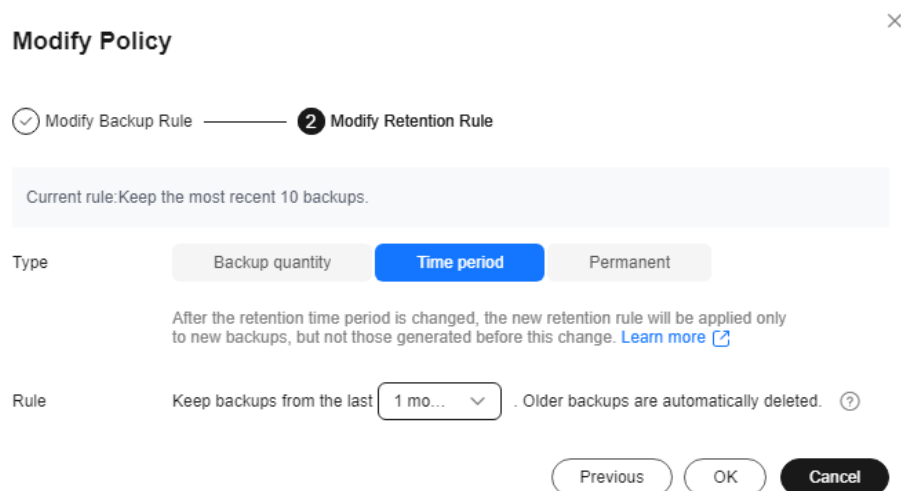 Modify Policy
Modify Backup Rule 2 Modify Retention Rule
Current rule:Keep the most recent 10 backups.
Type Backup quantity Time period Permanent
After the retention time period is changed, the new retention rule will be applied only
to new backups, but not those generated before this change. Learn more
Rule Keep backups from the last 1 mo... . Older backups are automatically deleted. ?
Previous OK Cancel